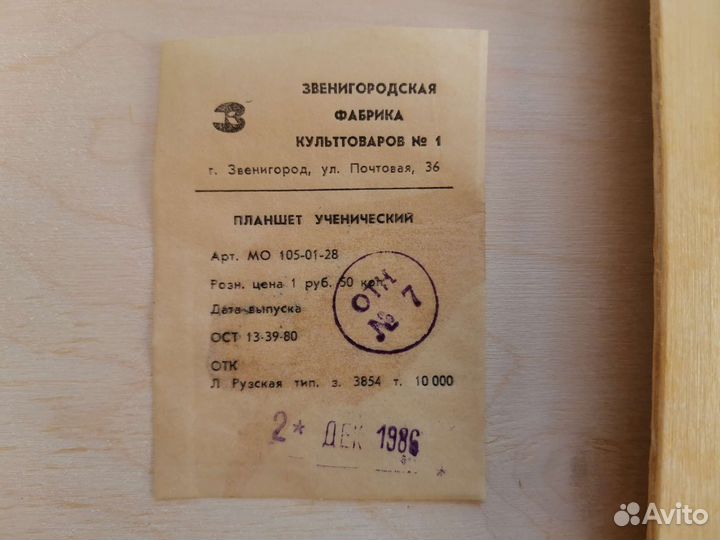 ЗВЕНИГОРОДСКАЯ
ФАБРИКА
КУЛЬТТОВАРОВ № 1
г. Звенигород, ул. Почтовая, 36
ПЛАНШЕТ УЧЕНИЧЕСКИЙ
Арт. МО 105-01-28
Розн. цена 1 руб. 50 коп.
Дата выпуска
ОСТ 13-39-80
ОТК
Л Рузская тип. з. 3854 т. 10 000
ОТК
№ 7
2* ДЕК 1986
Avito